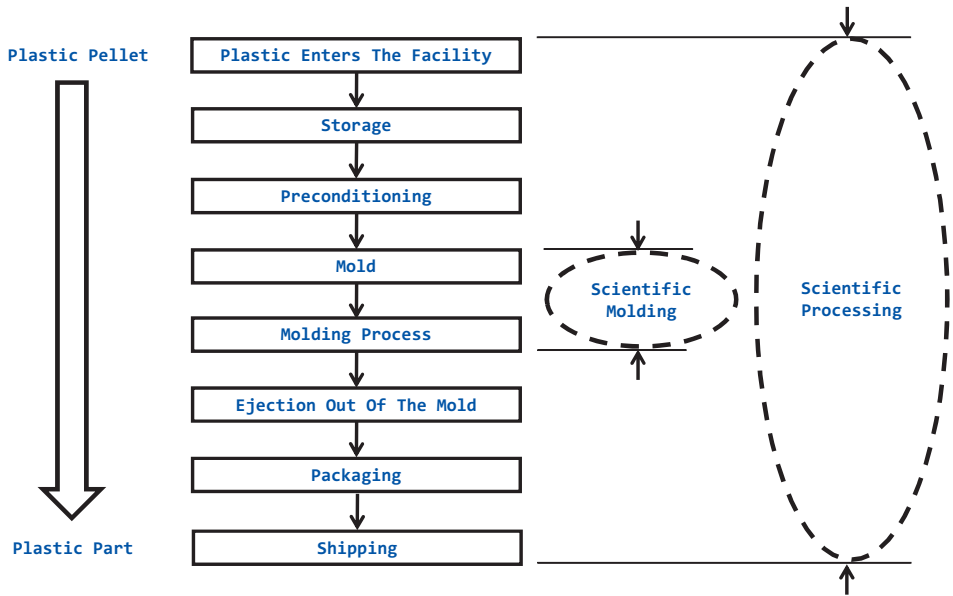 Plastic Pellet
Plastic Enters The Facility
Storage
Preconditioning
Mold
Scientific
Molding
Scientific
Processing
Molding Process
Ejection Out Of The Mold
Packaging
Plastic Part
Shipping